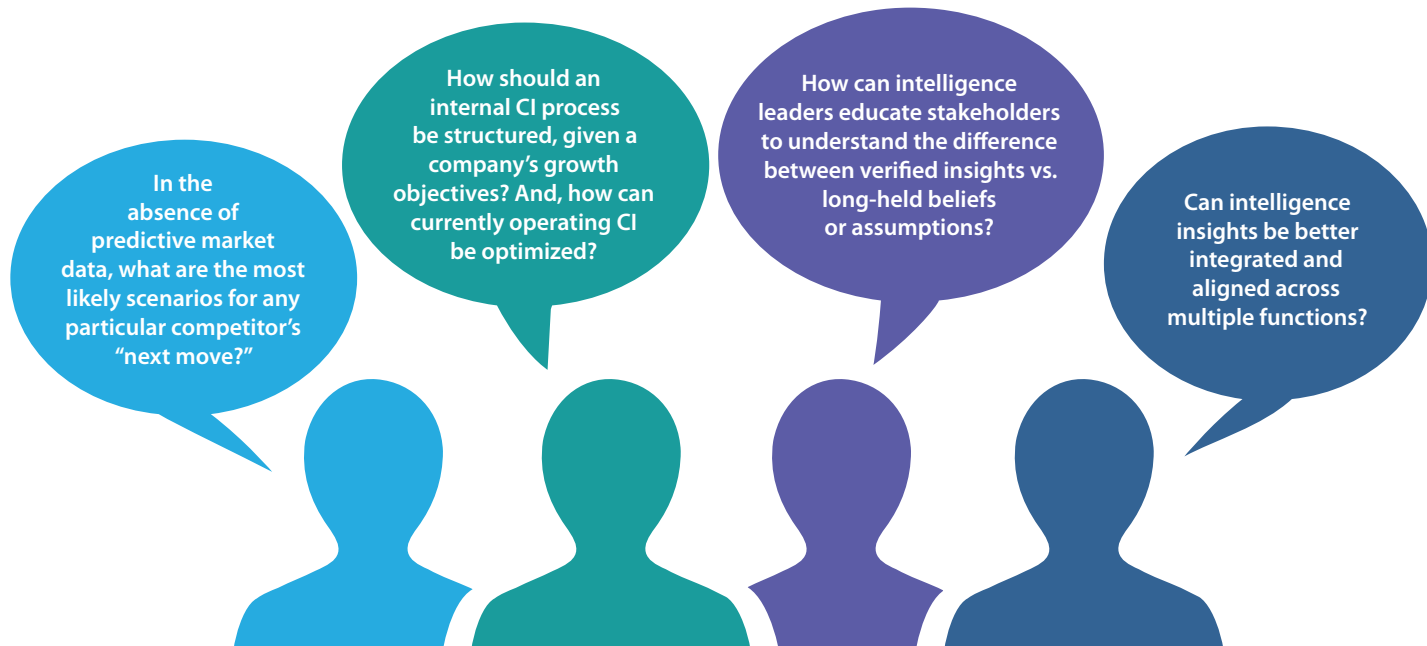 In the
absence of
predictive market
data, what are the most
likely scenarios for any
particular competitor’s
“next move?”
How should an
internal CI process
be structured, given a
company’s growth
objectives? And, how can
currently operating CI
be optimized?
How can intelligence
leaders educate stakeholders
to understand the difference
between verified insights vs.
long-held beliefs
or assumptions?
Can intelligence
insights be better
integrated and
aligned across
multiple functions?